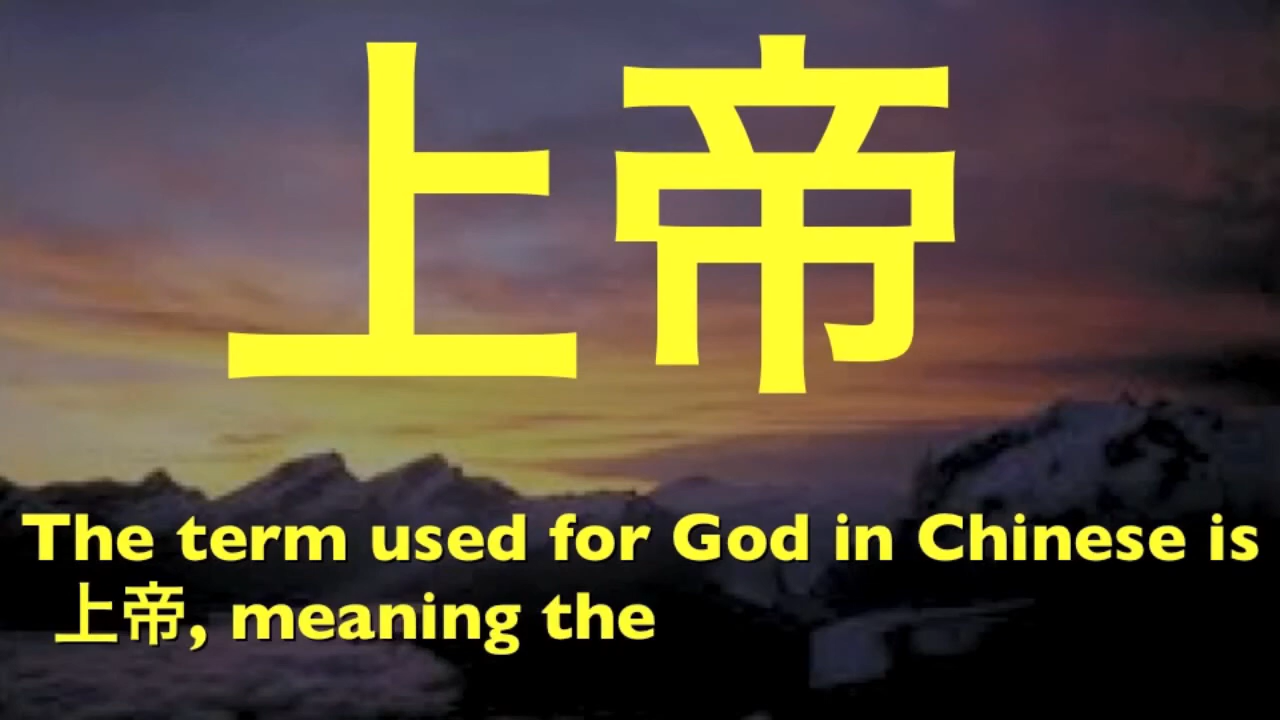 上帝
The term used for God in Chinese is
上帝, meaning the